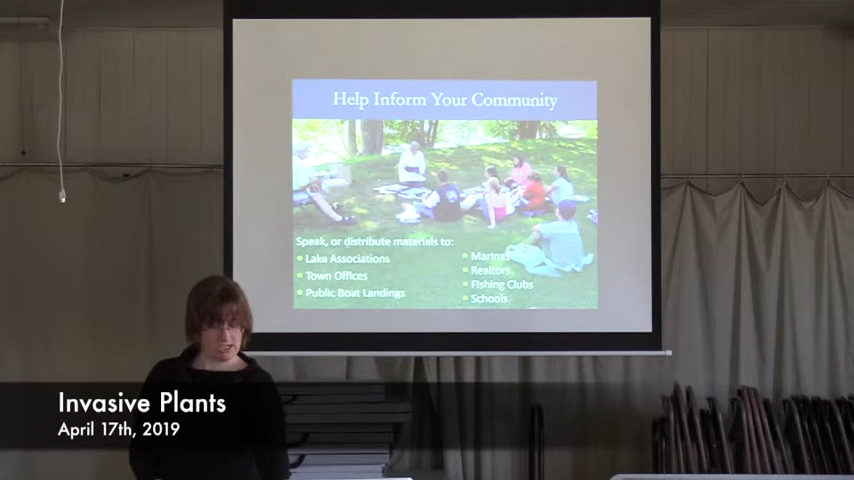 Help Inform Your Community
Speak, or distribute materials to:
Lake Associations
Town Offices
Public Boat Landings
Marinas
Realtors
Fishing Clubs
Schools
Invasive Plants
April 17th, 2019